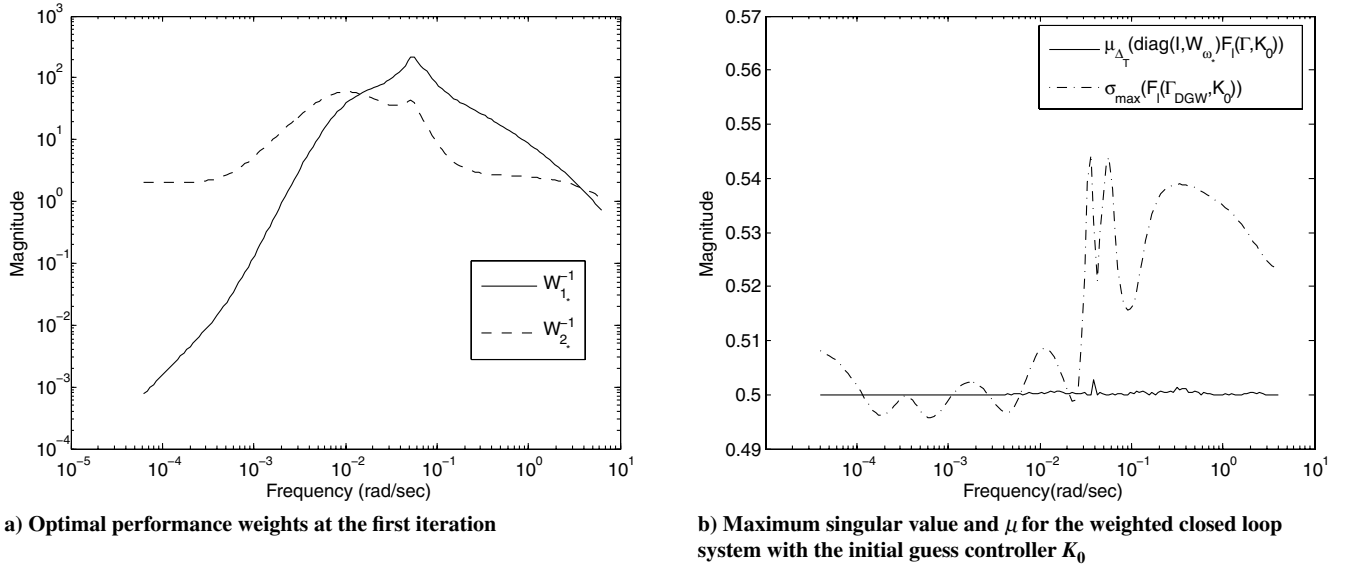 10^3
10^2
10^1
10^0
10^-1
10^-2
10^-3
10^-4
Magnitude
10^-5 10^-4 10^-3 10^-2 10^-1 10^0 10^1
Frequency (rad/sec)
W_1*^-1
W_2*^-1
a) Optimal performance weights at the first iteration
0.57
0.56
0.55
0.54
0.53
0.52
0.51
0.5
0.49
Magnitude
10^-4 10^-3 10^-2 10^-1 10^0 10^1
Frequency(rad/sec)
μ_Δ_T(diag(I,W_ω*)F_l(Γ,K_0))
σ_max(F_l(Γ_DGW,K_0))
b) Maximum singular value and μ for the weighted closed loop
system with the initial guess controller K_0